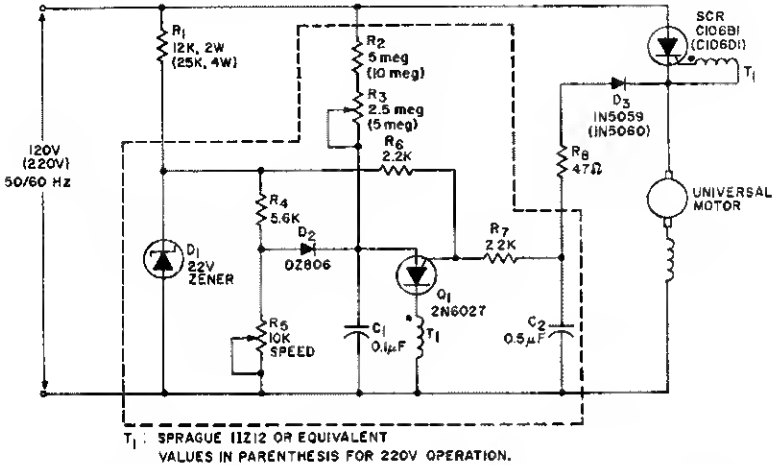 SCR
C106B1
(C106D1)
T1
R1
12K, 2W
(25K, 4W)
R2
5 meg
(10 meg)
R3
2.5 meg
(5 meg)
D3
1N5059
(1N5060)
120V
(220V)
50/60 Hz
R6
2.2K
R8
47Ω
UNIVERSAL
MOTOR
R4
5.6K
D2
DZ806
R7
2.2K
D1
22V
ZENER
Q1
2N6027
R5
10K
SPEED
C1
0.1μF
T1
C2
0.5μF
T1 : SPRAGUE 11Z12 OR EQUIVALENT
VALUES IN PARENTHESIS FOR 220V OPERATION.